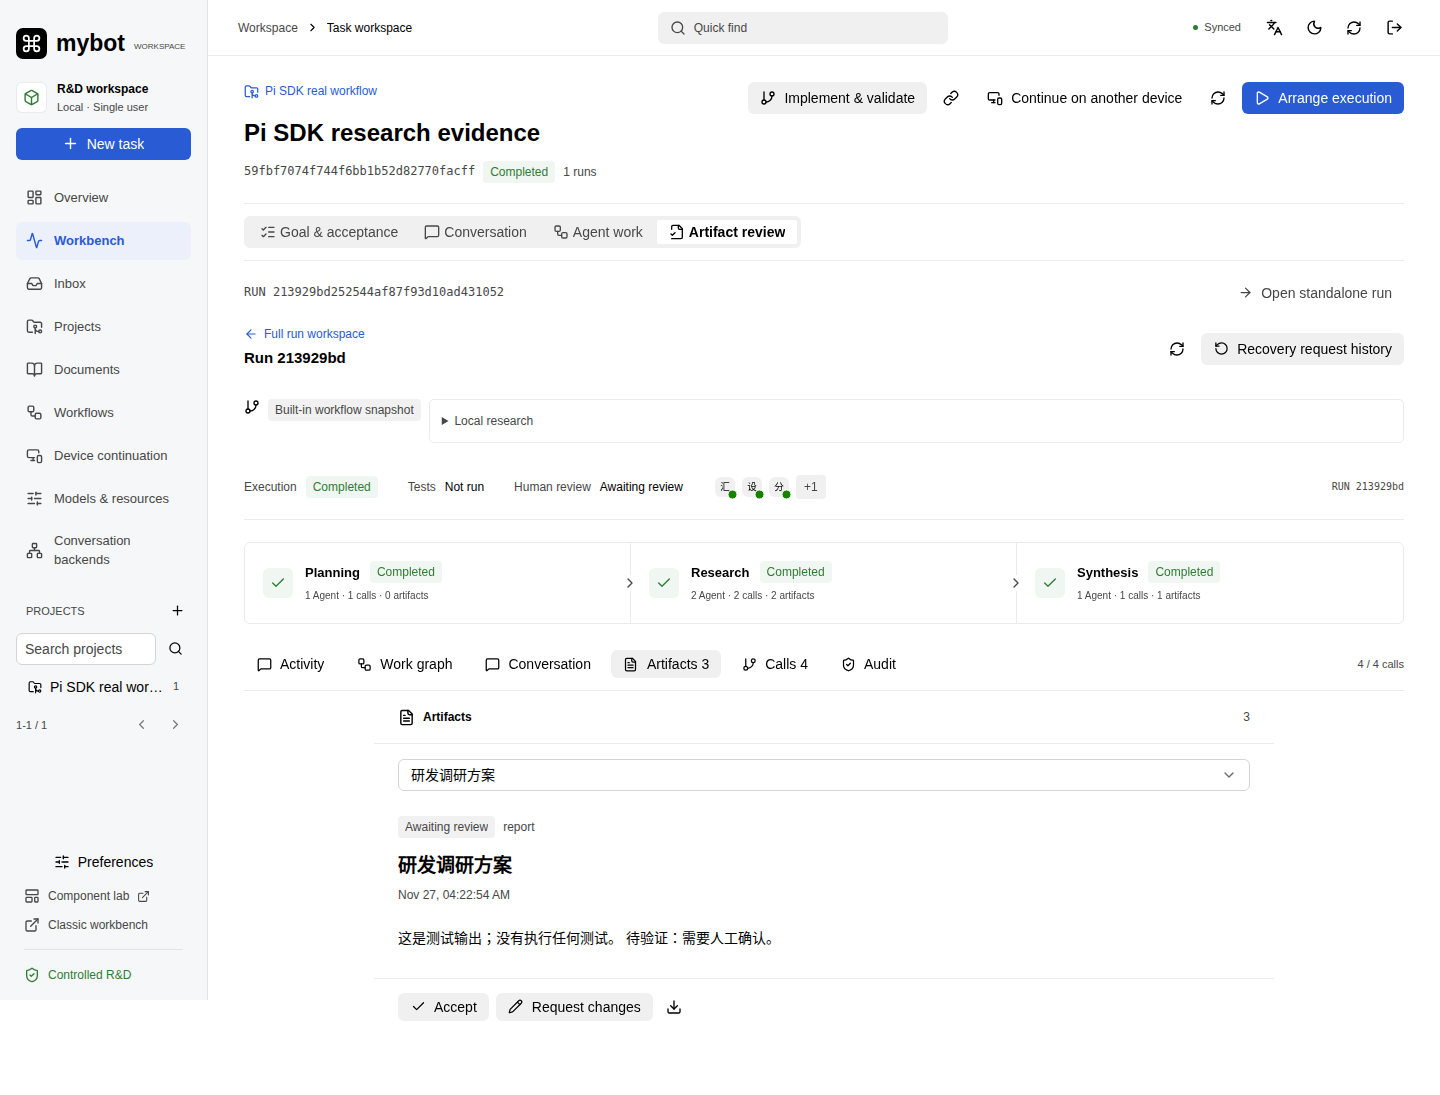 mybot WORKSPACE
R&D workspace
Local · Single user
New task
Overview
Workbench
Inbox
Projects
Documents
Workflows
Device continuation
Models & resources
Conversation
backends
PROJECTS
Search projects
Pi SDK real wor… 1
1-1 / 1
Preferences
Component lab
Classic workbench
Controlled R&D
Workspace Task workspace
Quick find
Synced
Pi SDK real workflow
Implement & validate
Continue on another device
Arrange execution
Pi SDK research evidence
59fbf7074f744f6bb1b52d82770facff Completed 1 runs
Goal & acceptance Conversation Agent work Artifact review
RUN 213929bd252544af87f93d10ad431052
Open standalone run
Full run workspace
Run 213929bd
Recovery request history
Built-in workflow snapshot
Local research
Execution Completed Tests Not run Human review Awaiting review 汇 设 分 +1 RUN 213929bd
Planning Completed
1 Agent · 1 calls · 0 artifacts
Research Completed
2 Agent · 2 calls · 2 artifacts
Synthesis Completed
1 Agent · 1 calls · 1 artifacts
Activity Work graph Conversation Artifacts 3 Calls 4 Audit 4 / 4 calls
Artifacts 3
研发调研方案
Awaiting review report
研发调研方案
Nov 27, 04:22:54 AM
这是测试输出；没有执行任何测试。 待验证：需要人工确认。
Accept Request changes